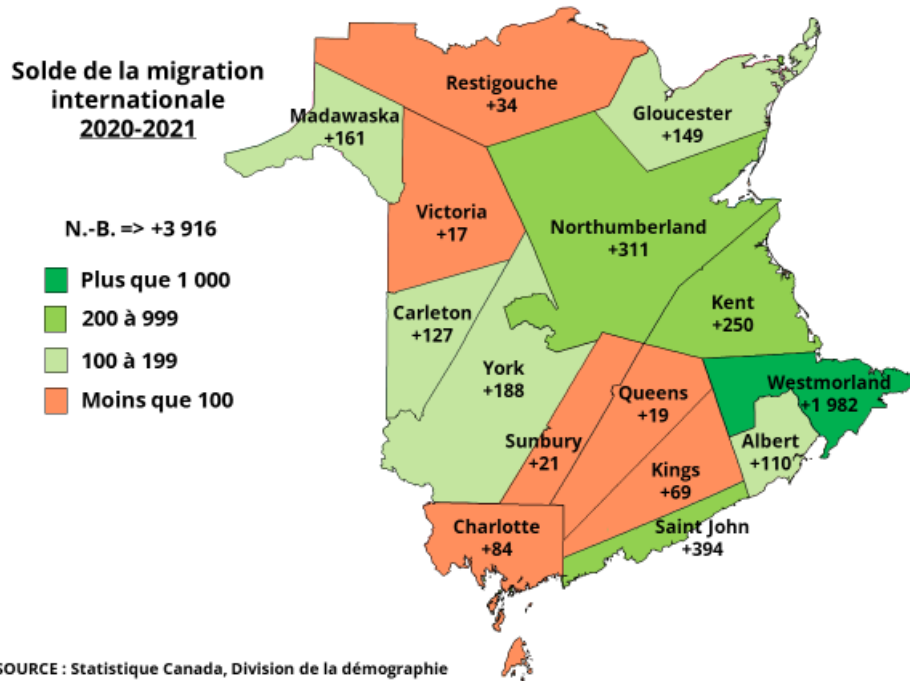 Solde de la migration
internationale
2020-2021
N.-B. => +3 916
Plus que 1 000
200 à 999
100 à 199
Moins que 100
Restigouche
+34
Madawaska
+161
Gloucester
+149
Victoria
+17
Northumberland
+311
Carleton
+127
Kent
+250
York
+188
Westmorland
+1 982
Queens
+19
Sunbury
+21
Albert
+110
Kings
+69
Charlotte
+84
Saint John
+394
SOURCE : Statistique Canada, Division de la démographie